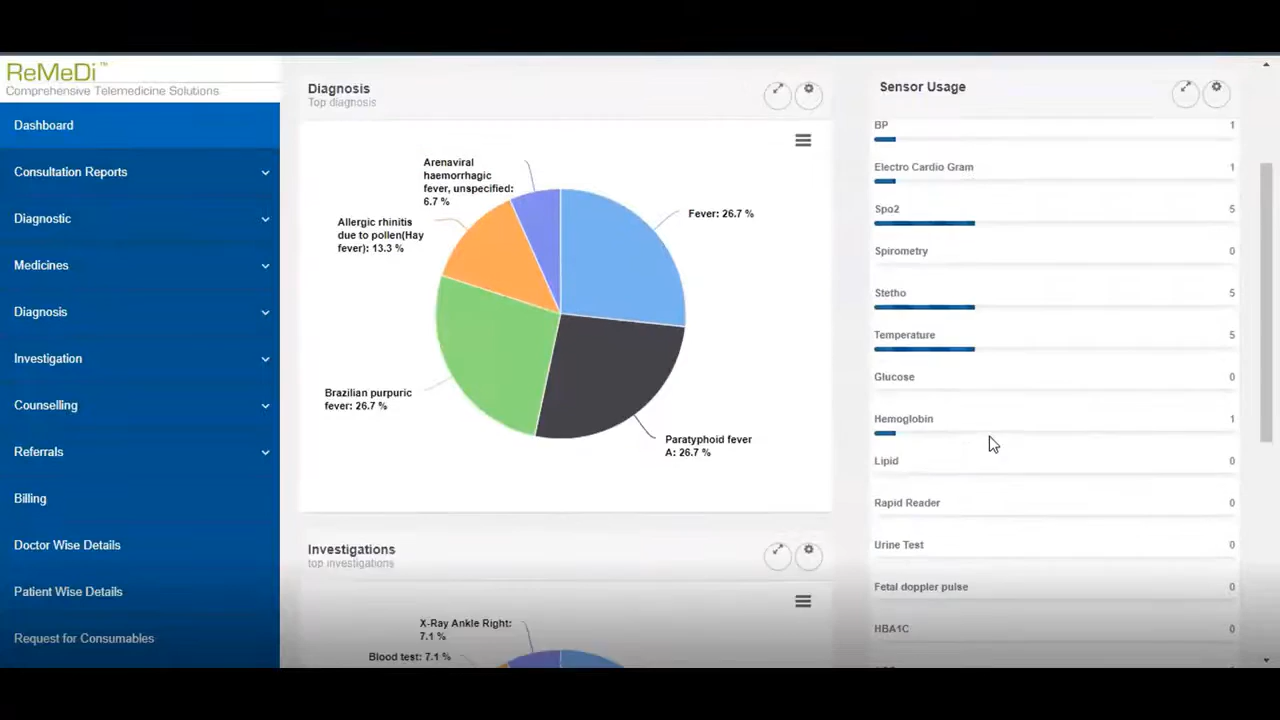 ReMeDi™
Comprehensive Telemedicine Solutions
Dashboard
Consultation Reports
Diagnostic
Medicines
Diagnosis
Investigation
Counselling
Referrals
Billing
Doctor Wise Details
Patient Wise Details
Request for Consumables
Diagnosis
Top diagnosis
Arenaviral
haemorrhagic
fever, unspecified:
6.7 %
Allergic rhinitis
due to pollen(Hay
fever): 13.3 %
Fever: 26.7 %
Brazilian purpuric
fever: 26.7 %
Paratyphoid fever
A: 26.7 %
Investigations
top investigations
X-Ray Ankle Right:
7.1 %
Blood test: 7.1 %
Sensor Usage
BP 1
Electro Cardio Gram 1
Spo2 5
Spirometry 0
Stetho 5
Temperature 5
Glucose 0
Hemoglobin 1
Lipid 0
Rapid Reader 0
Urine Test 0
Fetal doppler pulse 0
HBA1C 0